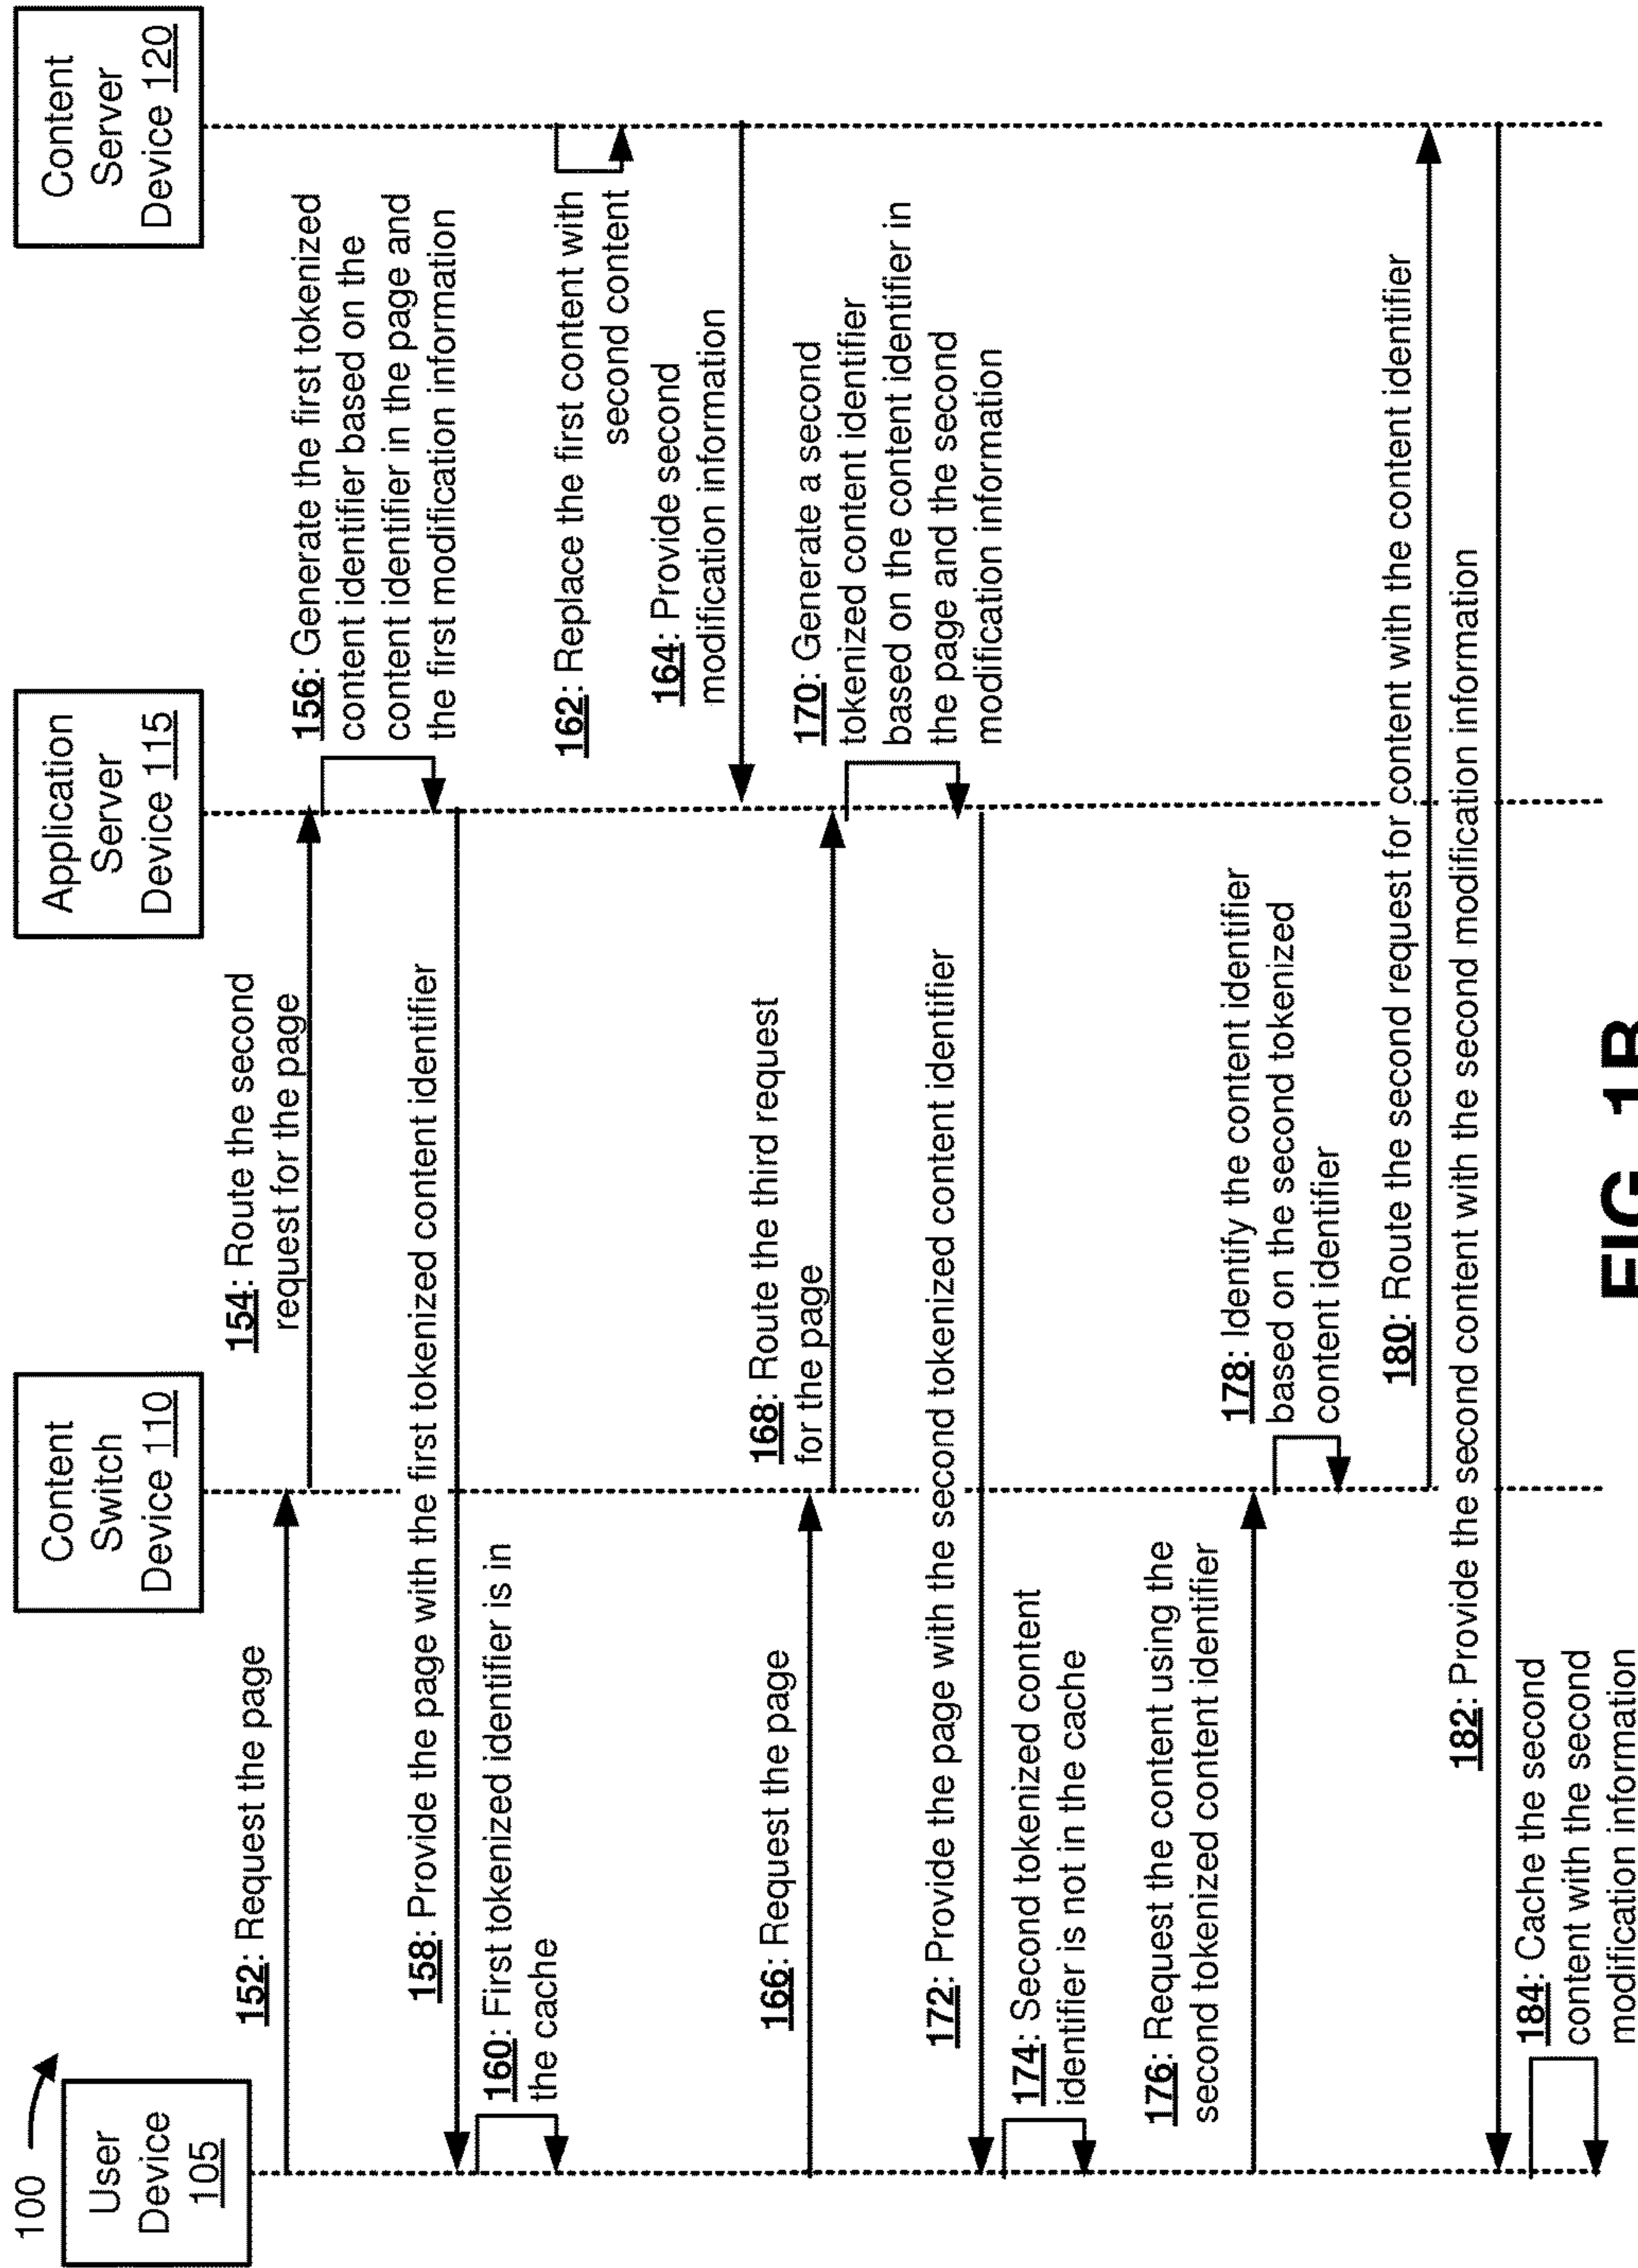 100
User
Device
105
Content
Switch
Device 110
Application
Server
Device 115
Content
Server
Device 120
152: Request the page
154: Route the second
request for the page
156: Generate the first tokenized
content identifier based on the
content identifier in the page and
the first modification information
158: Provide the page with the first tokenized content identifier
160: First tokenized identifier is in
the cache
162: Replace the first content with
second content
164: Provide second
modification information
166: Request the page
168: Route the third request
for the page
170: Generate a second
tokenized content identifier
based on the content identifier in
the page and the second
modification information
172: Provide the page with the second tokenized content identifier
174: Second tokenized content
identifier is not in the cache
176: Request the content using the
second tokenized content identifier
178: Identify the content identifier
based on the second tokenized
content identifier
180: Route the second request for content with the content identifier
182: Provide the second content with the second modification information
184: Cache the second
content with the second
modification information
FIG. 1B